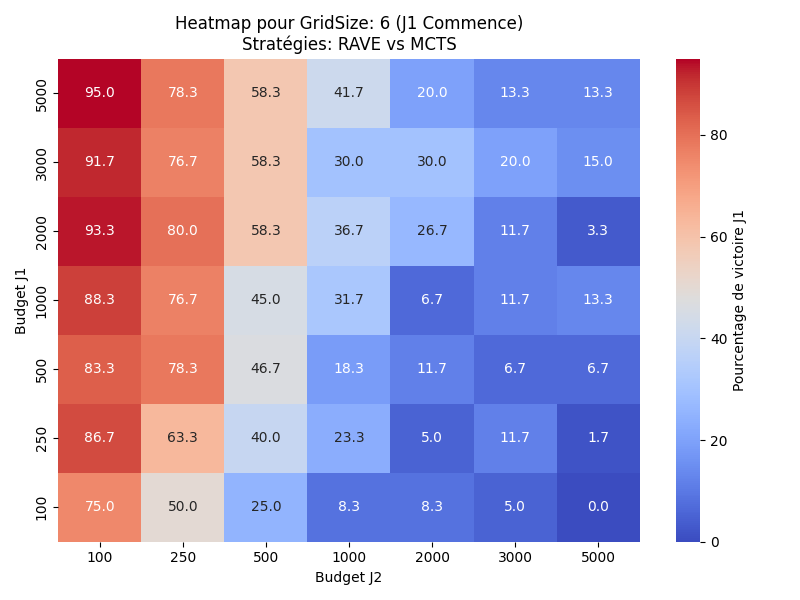 Heatmap pour GridSize: 6 (J1 Commence)
Stratégies: RAVE vs MCTS
Budget J1
5000 95.0 78.3 58.3 41.7 20.0 13.3 13.3
3000 91.7 76.7 58.3 30.0 30.0 20.0 15.0
2000 93.3 80.0 58.3 36.7 26.7 11.7 3.3
1000 88.3 76.7 45.0 31.7 6.7 11.7 13.3
500 83.3 78.3 46.7 18.3 11.7 6.7 6.7
250 86.7 63.3 40.0 23.3 5.0 11.7 1.7
100 75.0 50.0 25.0 8.3 8.3 5.0 0.0
100 250 500 1000 2000 3000 5000
Budget J2
80
60
40
20
0
Pourcentage de victoire J1